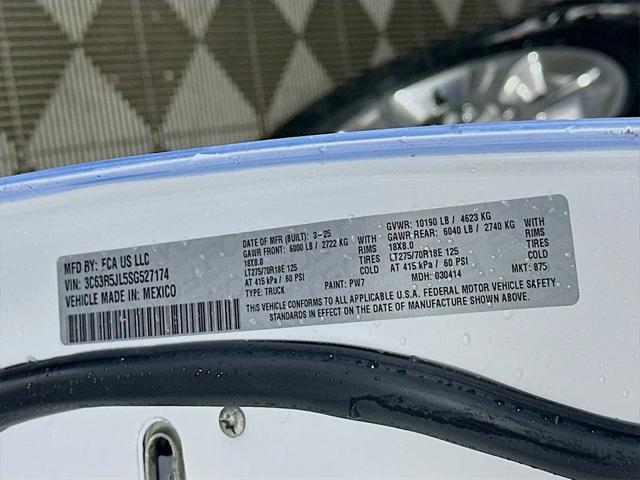 MFD BY: FCA US LLC
VIN: 3C63R5JL5SG527174
VEHICLE MADE IN: MEXICO
DATE OF MFR (BUILT): 3-25
GAWR FRONT: 6000 LB / 2722 KG WITH
18X8.0 RIMS
LT275/70R18E 125 TIRES
AT 415 kPa / 60 PSI COLD
TYPE: TRUCK PAINT: PW7
GVWR: 10190 LB / 4623 KG
GAWR REAR: 6040 LB / 2740 KG WITH
18X8.0 RIMS
LT275/70R18E 125 TIRES
AT 415 kPa / 60 PSI COLD
MDH: 030414 MKT: 875
THIS VEHICLE CONFORMS TO ALL APPLICABLE U.S.A. FEDERAL MOTOR VEHICLE SAFETY
STANDARDS IN EFFECT ON THE DATE OF MANUFACTURE SHOWN ABOVE.